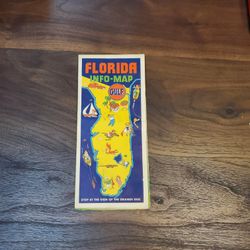 FLORIDA
INFO-MAP
GULF
STOP AT THE SIGN OF THE ORANGE DISC